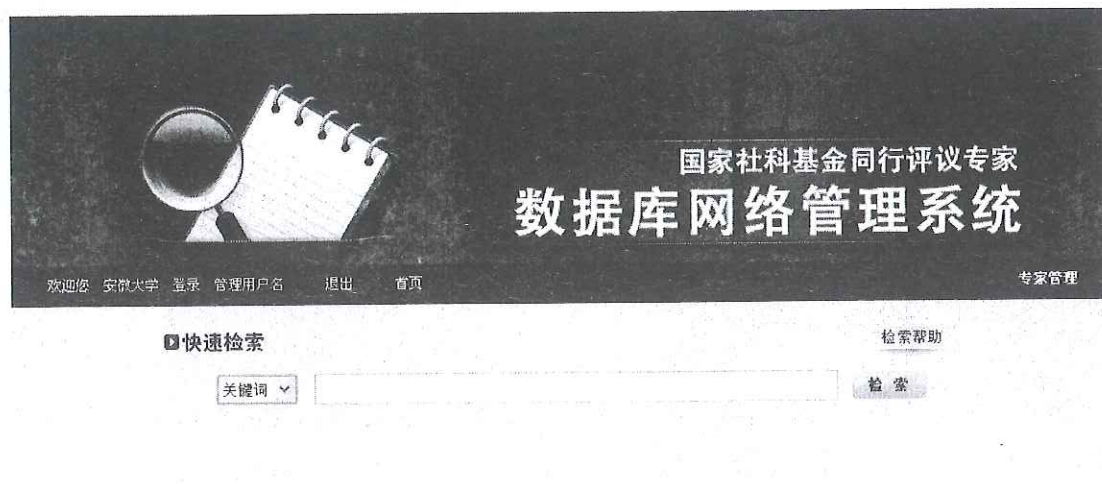 国家社科基金同行评议专家
数据库网络管理系统
欢迎您 安徽大学 登录 管理用户名 退出 首页 专家管理
快速检索 检索帮助
关键词 检 索